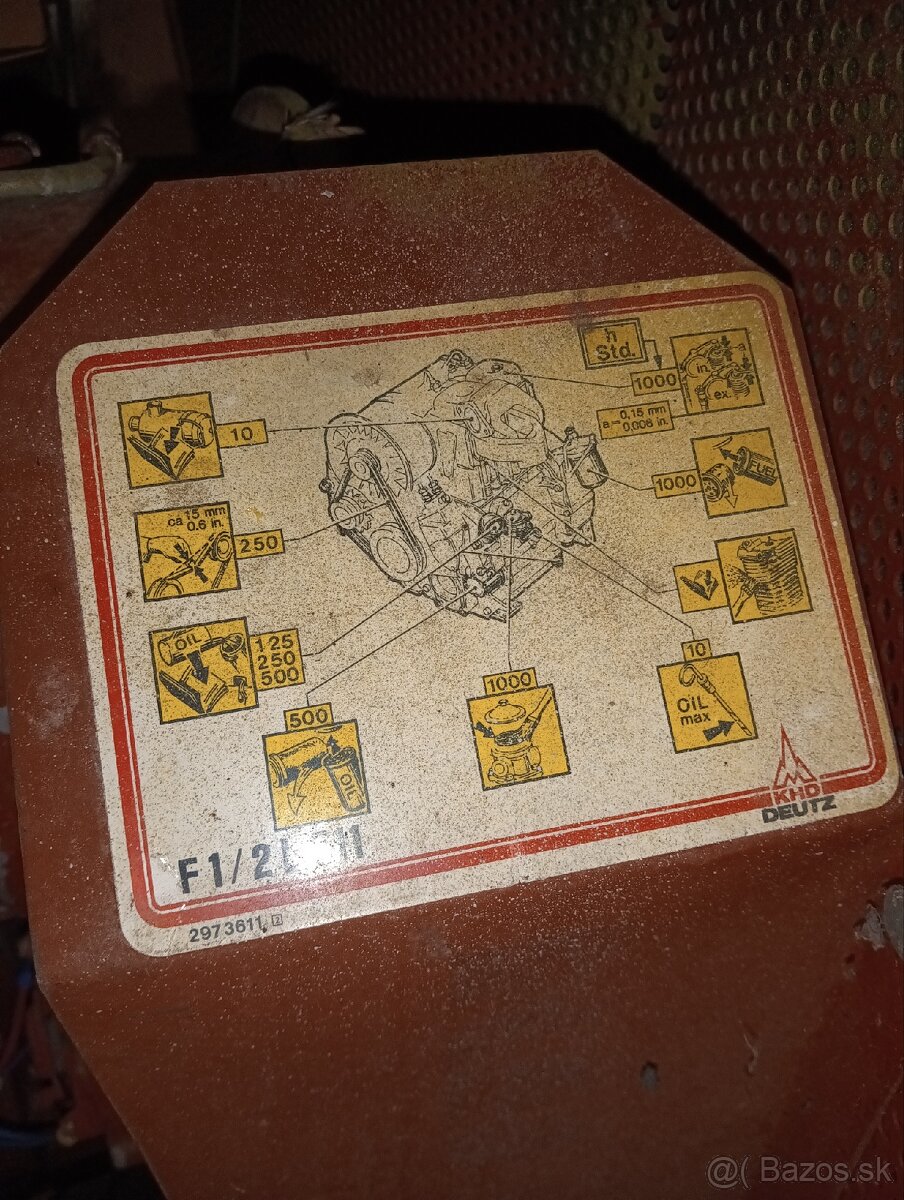 h
Std.
1000
in.
ex.
a = 0,15 mm
0,006 in.
10
FUEL
1000
ca 15 mm
0.6 in.
250
OIL
125
250
500
10
OIL
max
1000
500
OIL
KHD
DEUTZ
F1/2L
2973611 2
@( Bazos.sk